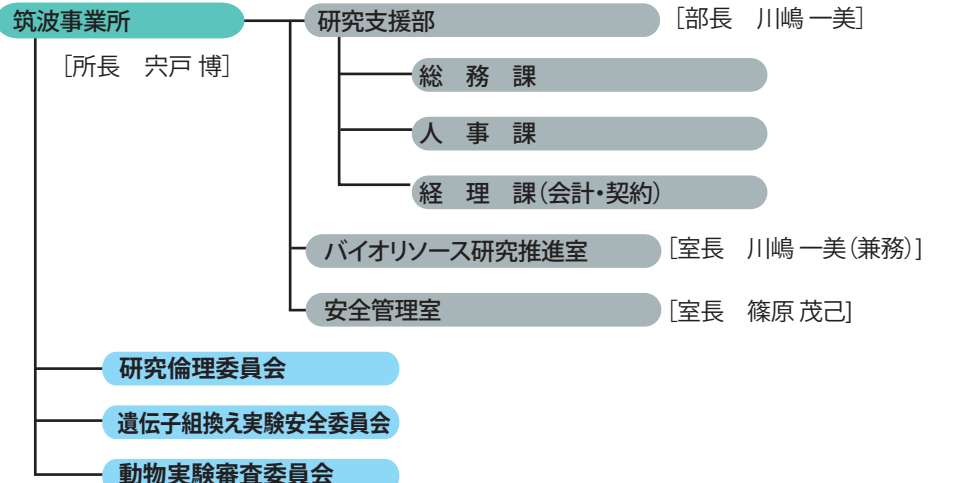 筑波事業所
[所長　宍戸 博]
研究支援部
[部長　川嶋 一美]
総　務　課
人　事　課
経　理　課(会計・契約)
バイオリソース研究推進室
[室長　川嶋 一美(兼務)]
安全管理室
[室長　篠原 茂己]
研究倫理委員会
遺伝子組換え実験安全委員会
動物実験審査委員会